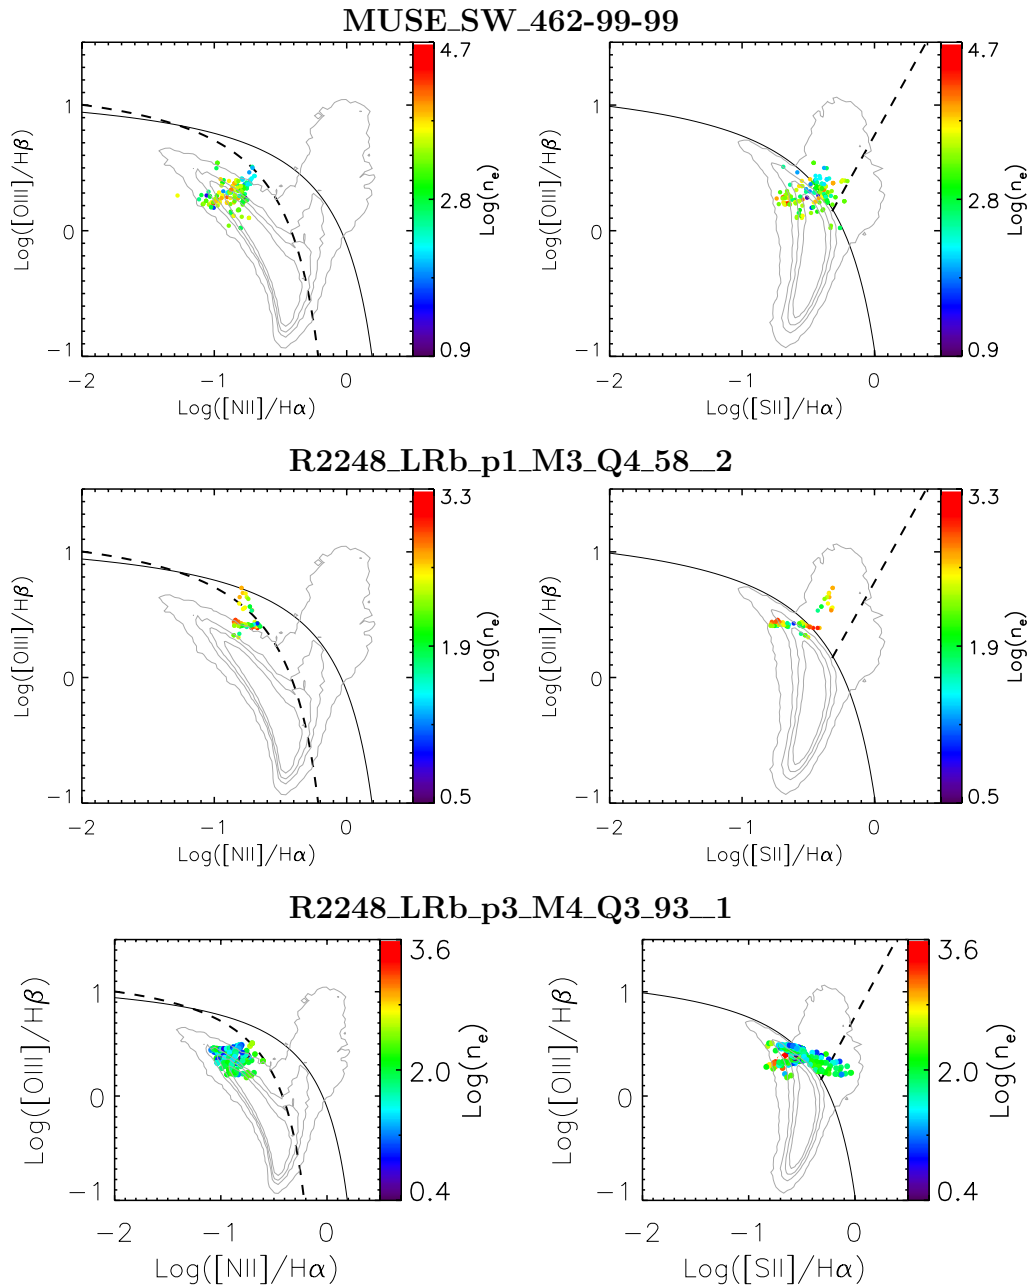 MUSE_SW_462-99-99
1
0
−1
−2
−1
0
Log([OIII]/Hβ)
Log([NII]/Hα)
4.7
2.8
0.9
Log(nₑ)
1
0
−1
−2
−1
0
Log([OIII]/Hβ)
Log([SII]/Hα)
4.7
2.8
0.9
Log(nₑ)
R2248_LRb_p1_M3_Q4_58__2
1
0
−1
−2
−1
0
Log([OIII]/Hβ)
Log([NII]/Hα)
3.3
1.9
0.5
Log(nₑ)
1
0
−1
−2
−1
0
Log([OIII]/Hβ)
Log([SII]/Hα)
3.3
1.9
0.5
Log(nₑ)
R2248_LRb_p3_M4_Q3_93__1
1
0
−1
−2
−1
0
Log([OIII]/Hβ)
Log([NII]/Hα)
3.6
2.0
0.4
Log(nₑ)
1
0
−1
−2
−1
0
Log([OIII]/Hβ)
Log([SII]/Hα)
3.6
2.0
0.4
Log(nₑ)